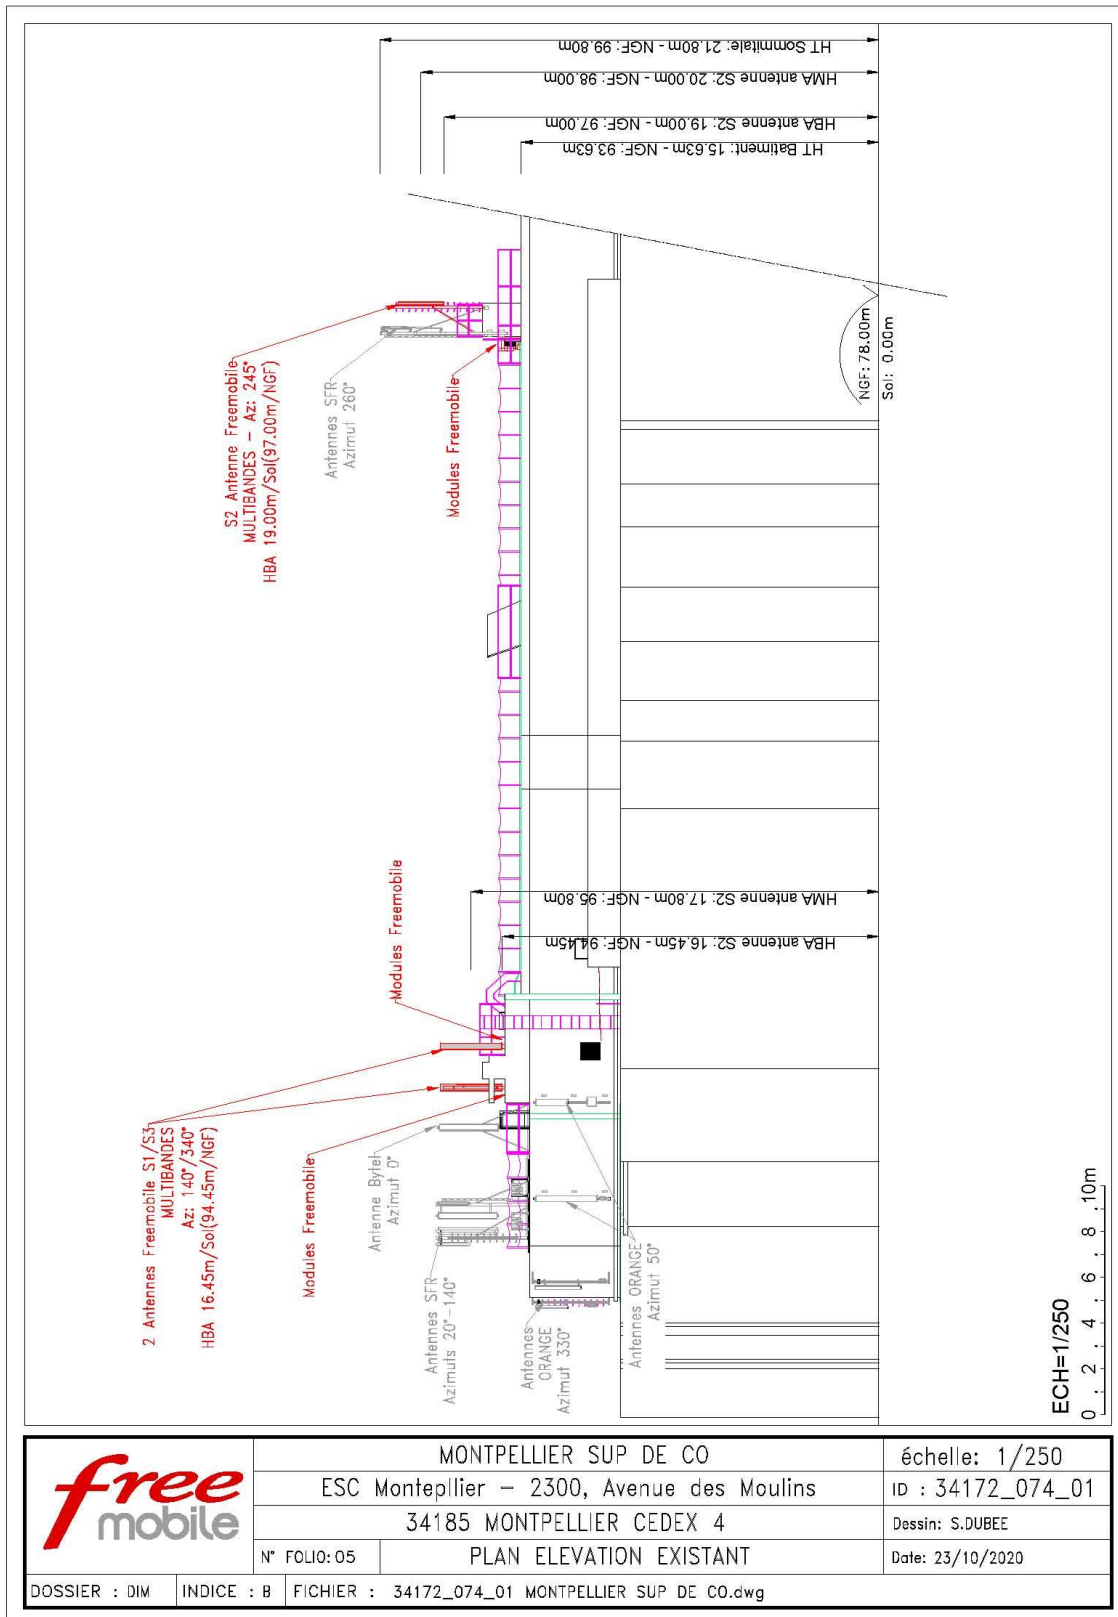 HT Sommitale: 21.80m - NGF: 99.80m
HMA antenne S2: 20.00m - NGF: 98.00m
HBA antenne S2: 19.00m - NGF: 97.00m
HT Batiment: 15.63m - NGF: 93.63m
S2 Antenne Freemobile
MULTIBANDES - Az: 245°
HBA 19.00m/Sol(97.00m/NGF)
Antennes SFR
Azimut 260°
Modules Freemobile
NGF: 78.00m
Sol: 0.00m
HMA antenne S2: 17.80m - NGF: 95.80m
HBA antenne S2: 16.45m - NGF: 94.45m
Modules Freemobile
2 Antennes Freemobile S1/S3
MULTIBANDES
Az: 140°/340°
HBA 16.45m/Sol(94.45m/NGF)
Modules Freemobile
Antenne Bytel
Azimut 0°
Antennes SFR
Azimuts 20°-140°
Antennes
ORANGE
Azimut 330°
Antennes ORANGE
Azimut 50°
ECH=1/250
0 2 4 6 8 10m
free
mobile
MONTPELLIER SUP DE CO
échelle: 1/250
ESC Montepllier - 2300, Avenue des Moulins
ID : 34172_074_01
34185 MONTPELLIER CEDEX 4
Dessin: S.DUBEE
N° FOLIO: 05
PLAN ELEVATION EXISTANT
Date: 23/10/2020
DOSSIER : DIM
INDICE : B
FICHIER : 34172_074_01 MONTPELLIER SUP DE CO.dwg